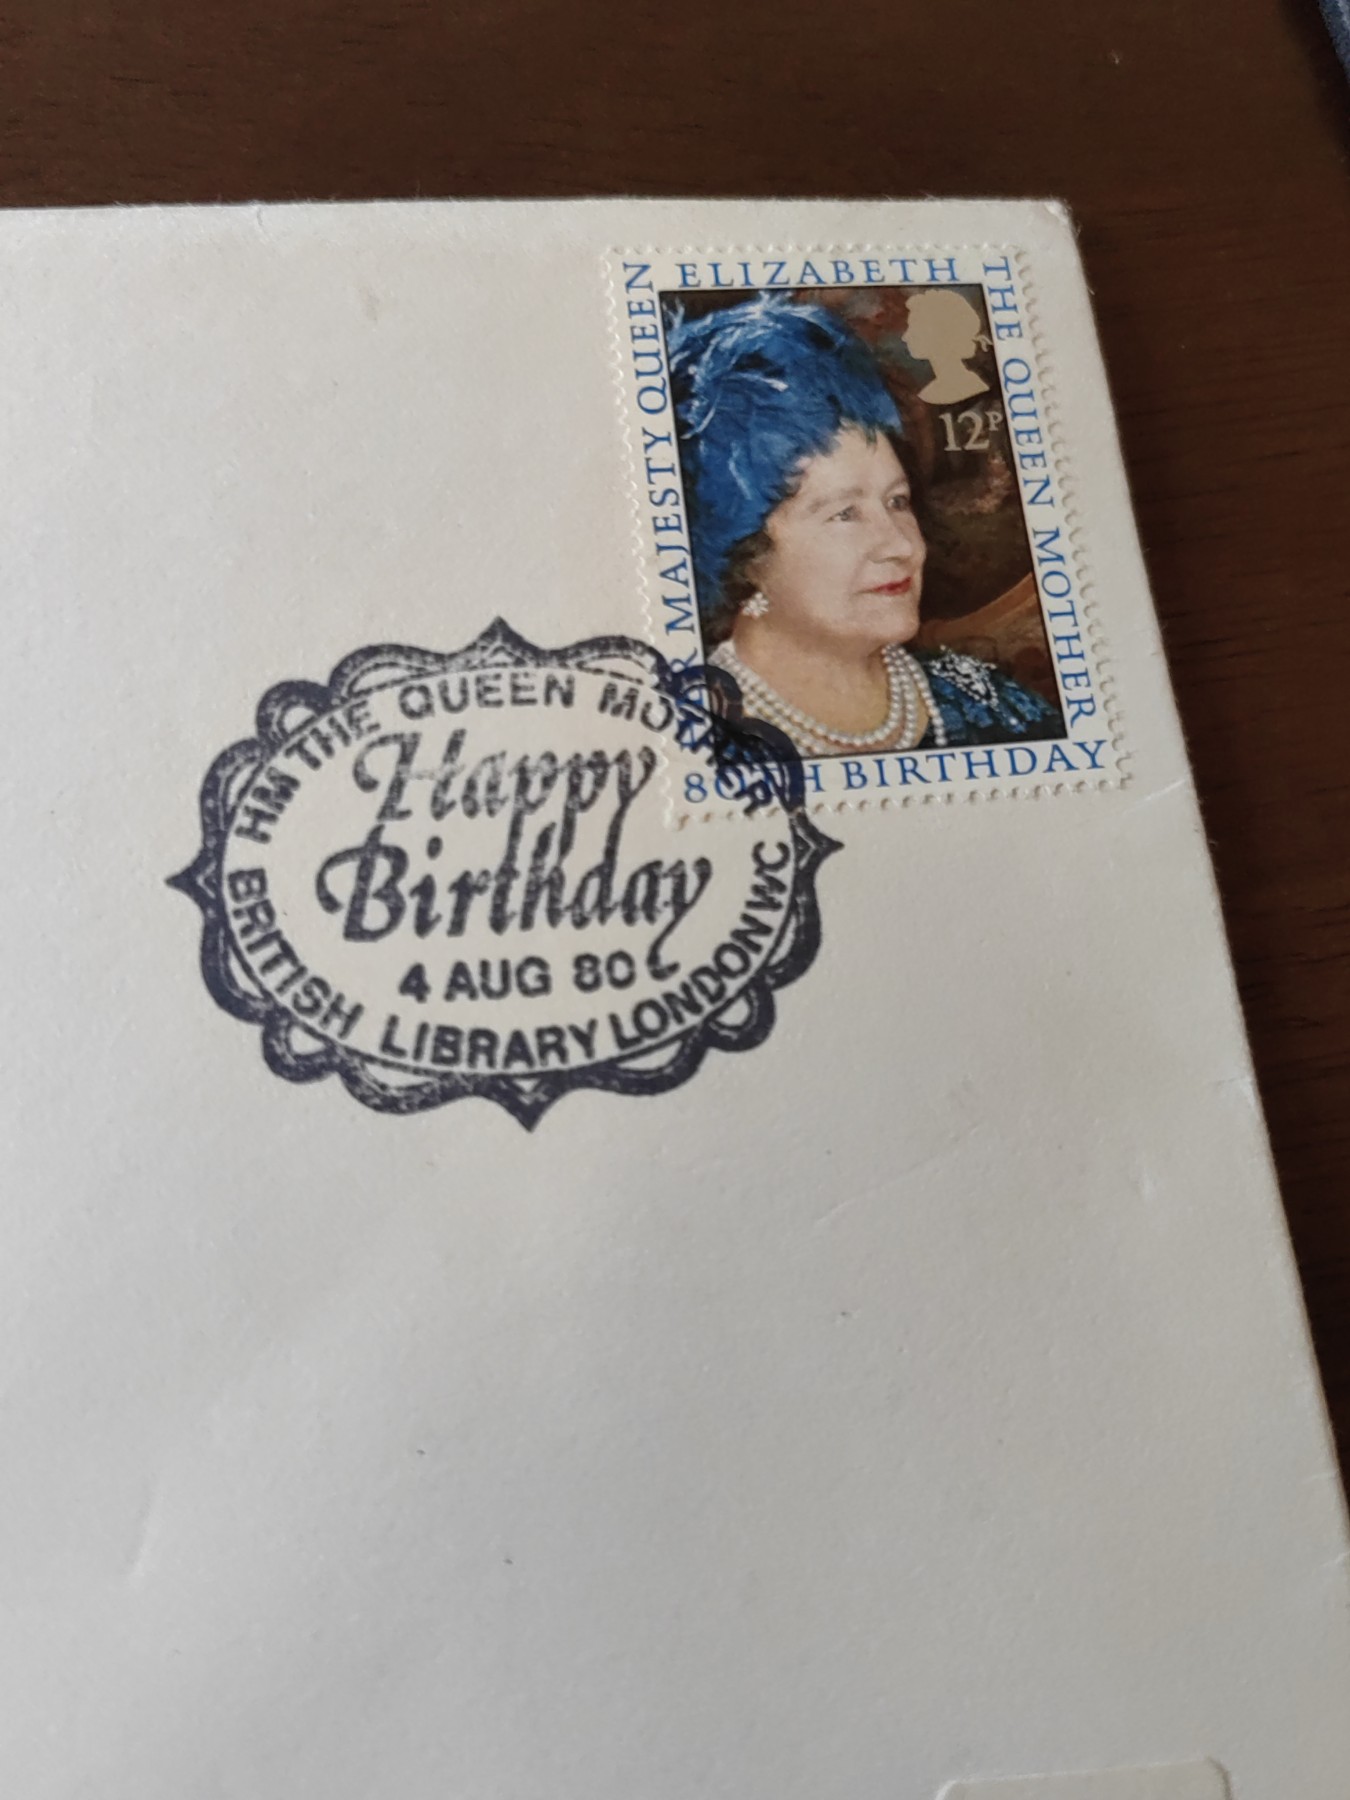 HER MAJESTY QUEEN
ELIZABETH
THE QUEEN MOTHER
12P
80TH BIRTHDAY
HM THE QUEEN MOTHER
Happy
Birthday
4 AUG 80
BRITISH LIBRARY LONDON WC